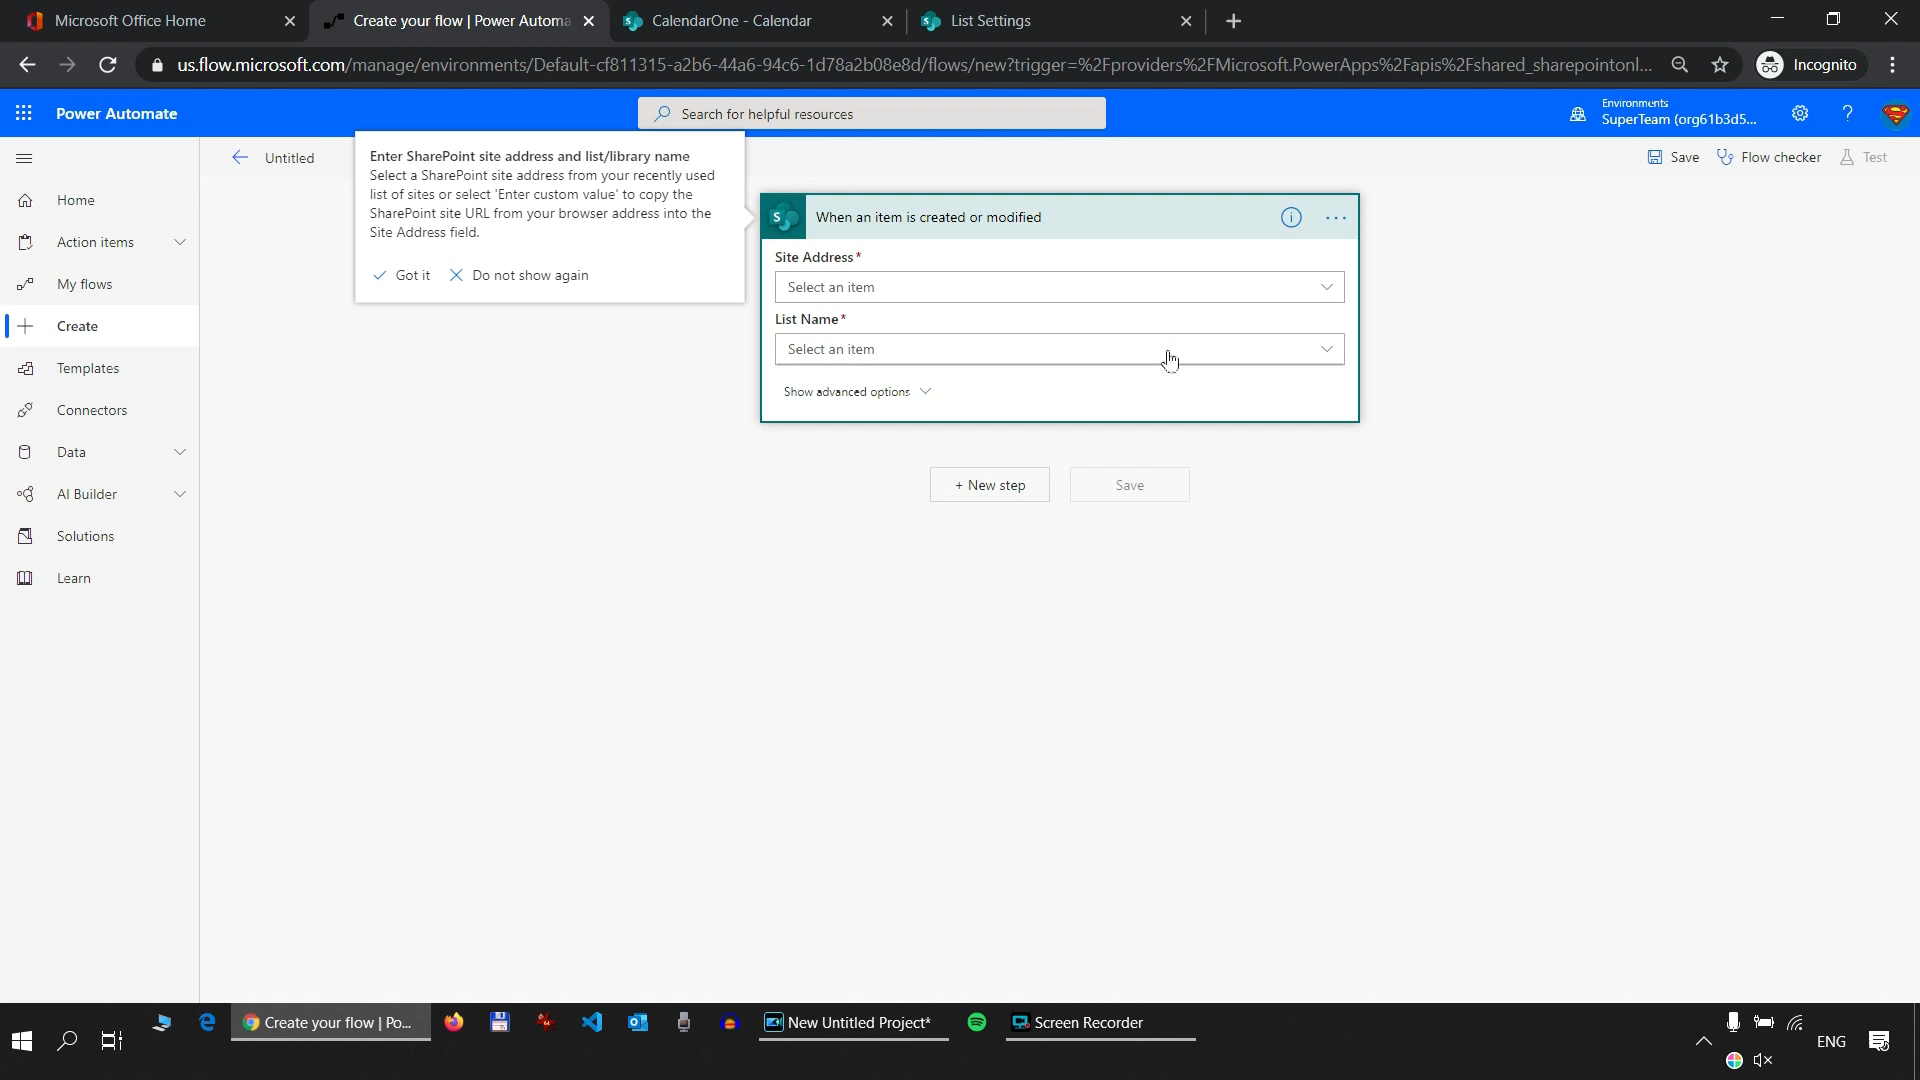 Microsoft Office Home
Create your flow | Power Automa
CalendarOne - Calendar
List Settings
us.flow.microsoft.com/manage/environments/Default-cf811315-a2b6-44a6-94c6-1d78a2b08e8d/flows/new?trigger=%2Fproviders%2FMicrosoft.PowerApps%2Fapis%2Fshared_sharepointonl...
Incognito
Power Automate
Search for helpful resources
Environments
SuperTeam (org61b3d5...
Untitled
Save
Flow checker
Test
Home
Action items
My flows
Create
Templates
Connectors
Data
AI Builder
Solutions
Learn
Enter SharePoint site address and list/library name
Select a SharePoint site address from your recently used
list of sites or select 'Enter custom value' to copy the
SharePoint site URL from your browser address into the
Site Address field.
Got it
Do not show again
When an item is created or modified
Site Address*
Select an item
List Name*
Select an item
Show advanced options
+ New step
Save
Create your flow | Po...
New Untitled Project*
Screen Recorder
ENG